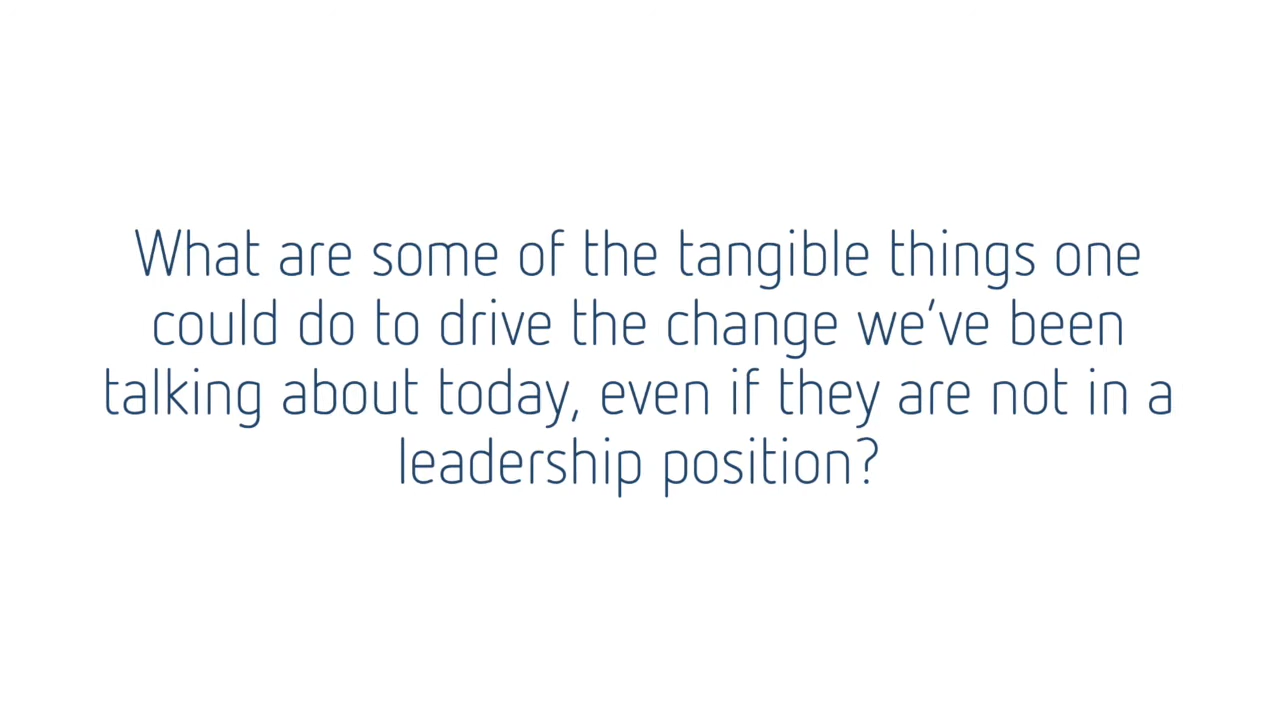 What are some of the tangible things one
could do to drive the change we’ve been
talking about today, even if they are not in a
leadership position?